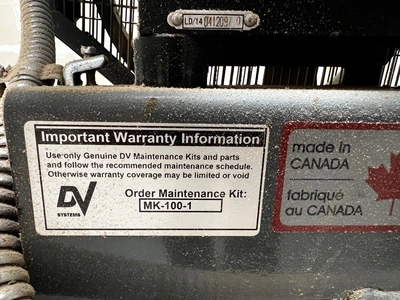 LD/14 041209/ 0
Important Warranty Information
Use only Genuine DV Maintenance Kits and parts
and follow the recommended maintenance schedule.
Otherwise warranty coverage may be limited or void
DV
SYSTEMS
Order Maintenance Kit:
MK-100-1
made in
CANADA
fabriqué
au CANADA